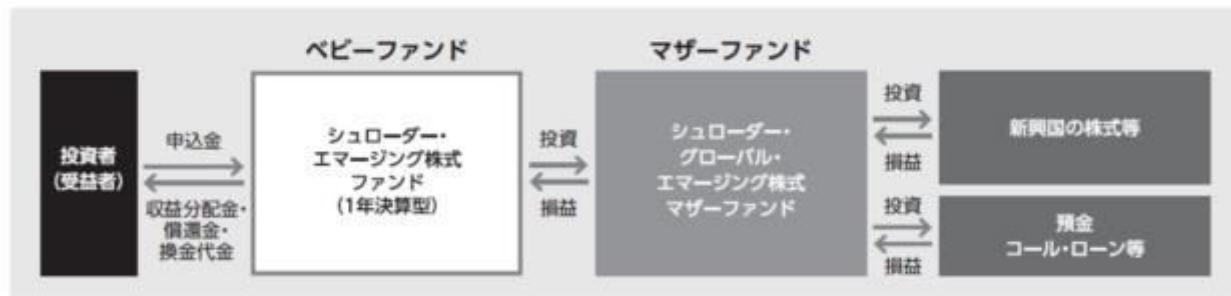 ベビーファンド
マザーファンド
投資者
(受益者)
申込金
収益分配金・
償還金・
換金代金
シュローダー・
エマージング株式
ファンド
(1年決算型)
投資
損益
シュローダー・
グローバル・
エマージング株式
マザーファンド
投資
損益
新興国の株式等
投資
損益
預金
コール・ローン等